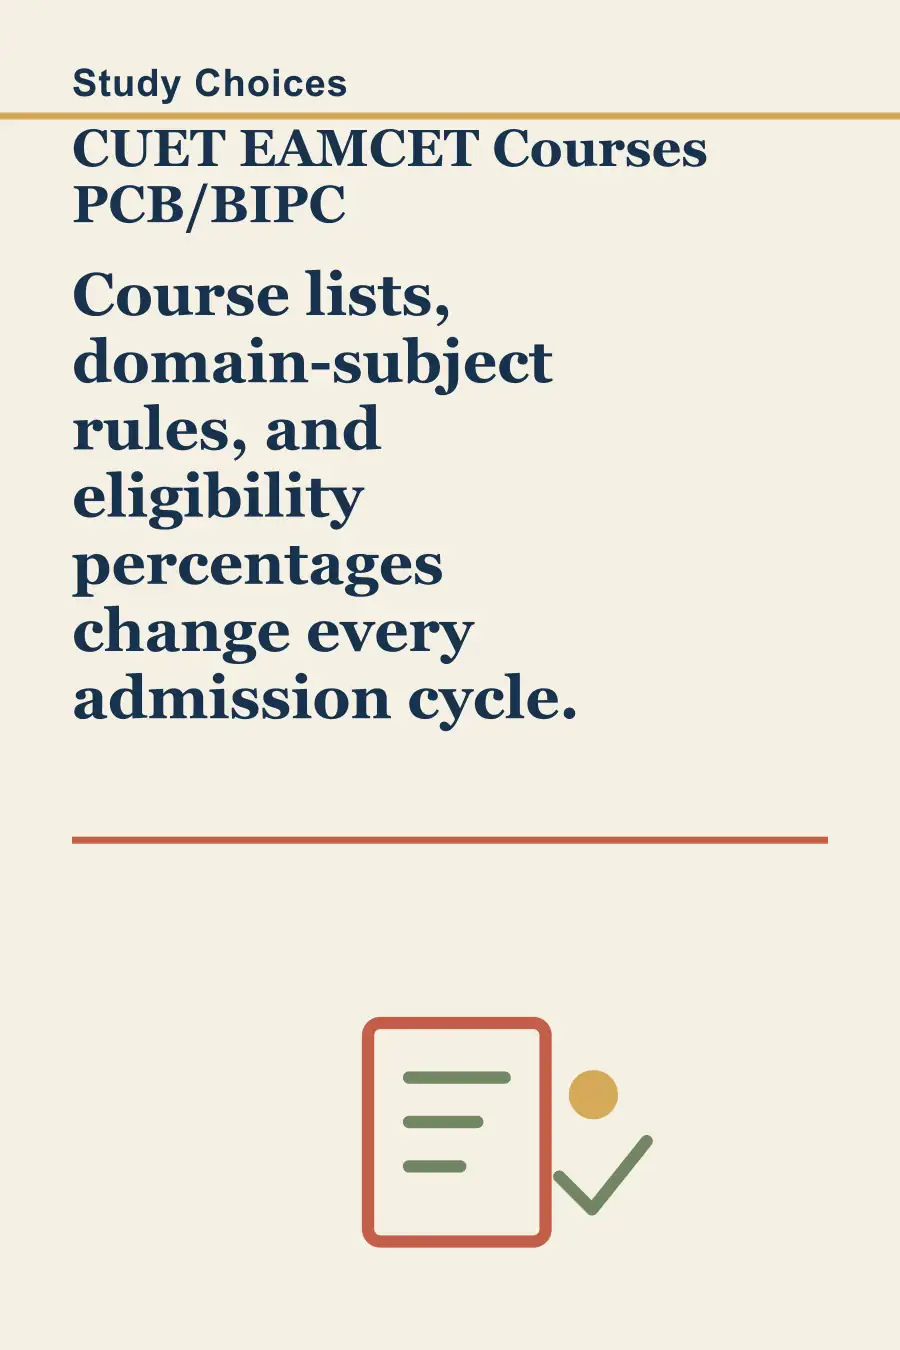 Study Choices
CUET EAMCET Courses
PCB/BIPC
Course lists,
domain-subject
rules, and
eligibility
percentages
change every
admission cycle.